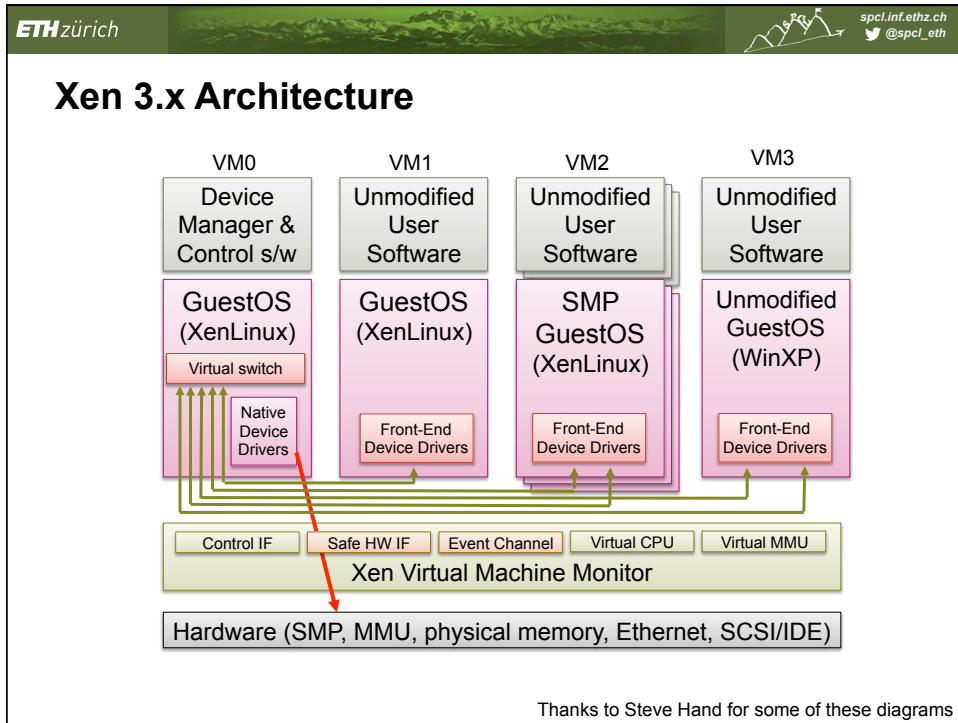 ETH zürich
spcl.inf.ethz.ch
@spcl_eth
SPCL
Xen 3.x Architecture
VM0
VM1
VM2
VM3
Device
Manager &
Control s/w
Unmodified
User
Software
Unmodified
User
Software
Unmodified
User
Software
GuestOS
(XenLinux)
Virtual switch
Native
Device
Drivers
GuestOS
(XenLinux)
Front-End
Device Drivers
SMP
GuestOS
(XenLinux)
Front-End
Device Drivers
Unmodified
GuestOS
(WinXP)
Front-End
Device Drivers
Control IF
Safe HW IF
Event Channel
Virtual CPU
Virtual MMU
Xen Virtual Machine Monitor
Hardware (SMP, MMU, physical memory, Ethernet, SCSI/IDE)
Thanks to Steve Hand for some of these diagrams